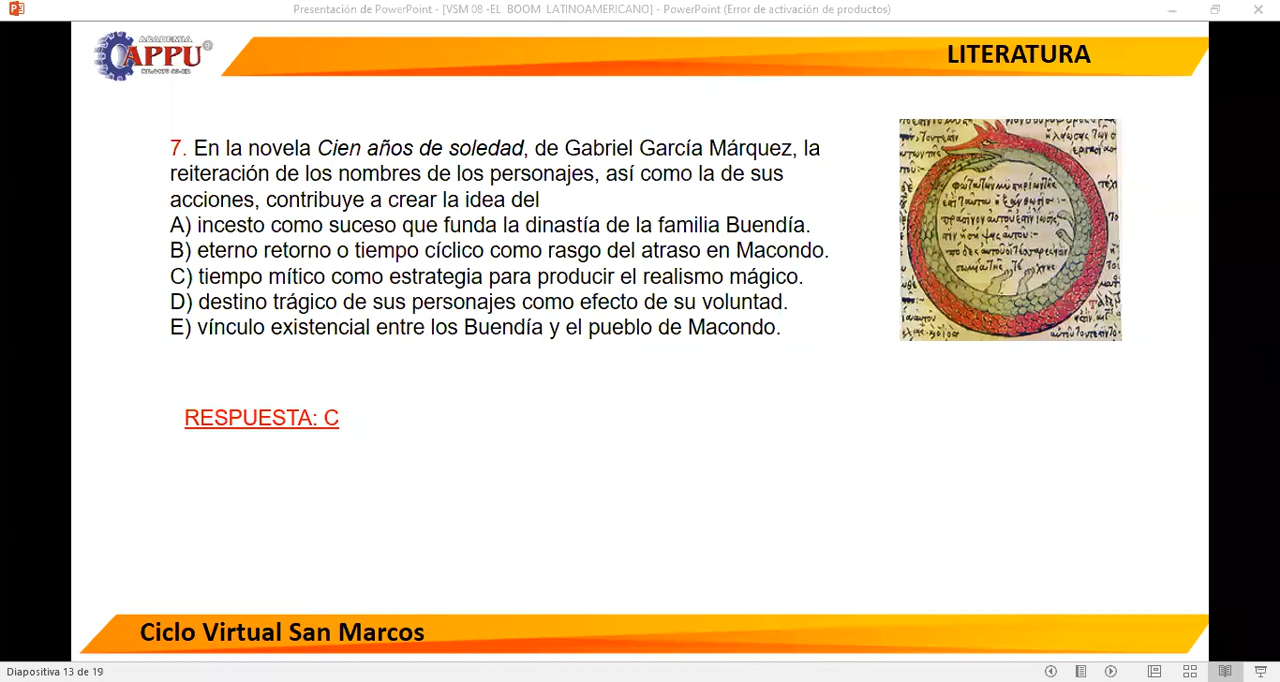 Presentación de PowerPoint - [VSM 08 -EL BOOM LATINOAMERICANO] - PowerPoint (Error de activación de productos)
ACADEMIA
APPU
LITERATURA
7. En la novela Cien años de soledad, de Gabriel García Márquez, la
reiteración de los nombres de los personajes, así como la de sus
acciones, contribuye a crear la idea del
A) incesto como suceso que funda la dinastía de la familia Buendía.
B) eterno retorno o tiempo cíclico como rasgo del atraso en Macondo.
C) tiempo mítico como estrategia para producir el realismo mágico.
D) destino trágico de sus personajes como efecto de su voluntad.
E) vínculo existencial entre los Buendía y el pueblo de Macondo.
RESPUESTA: C
Ciclo Virtual San Marcos
Diapositiva 13 de 19